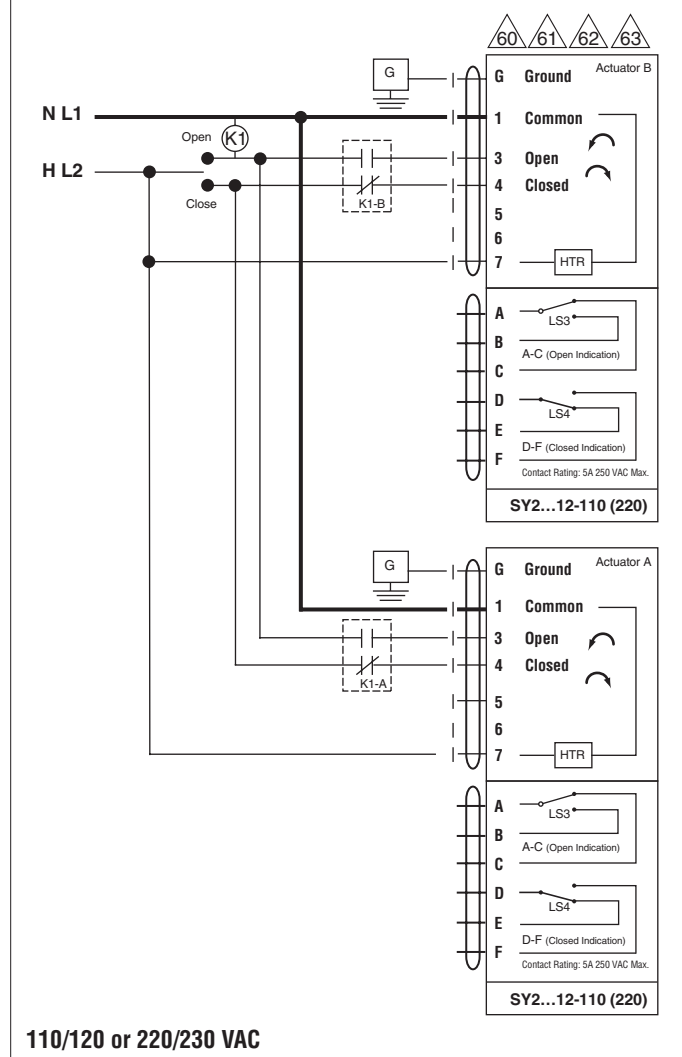 60 61 62 63
Actuator B
G
G Ground
N L1
1 Common
Open
K1
3 Open
H L2
4 Closed
Close
K1-B
5
6
7
HTR
A
LS3
B
A-C (Open Indication)
C
D
LS4
E
D-F (Closed Indication)
F
Contact Rating: 5A 250 VAC Max.
SY2…12-110 (220)
Actuator A
G
G Ground
1 Common
3 Open
4 Closed
K1-A
5
6
7
HTR
A
LS3
B
A-C (Open Indication)
C
D
LS4
E
D-F (Closed Indication)
F
Contact Rating: 5A 250 VAC Max.
SY2…12-110 (220)
110/120 or 220/230 VAC